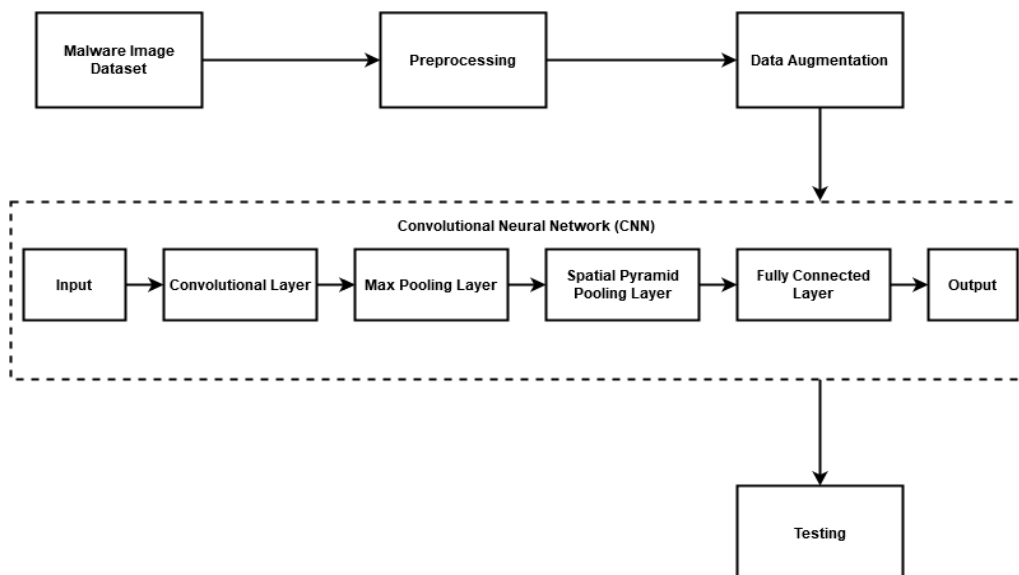 Malware Image
Dataset
Preprocessing
Data Augmentation
Convolutional Neural Network (CNN)
Input
Convolutional Layer
Max Pooling Layer
Spatial Pyramid
Pooling Layer
Fully Connected
Layer
Output
Testing